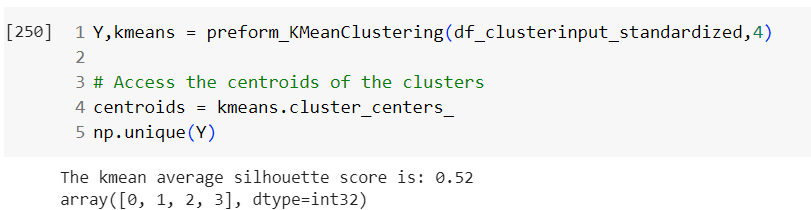 [250] 1 Y,kmeans = preform_KMeanClustering(df_clusterinput_standardized,4)
2
3 # Access the centroids of the clusters
4 centroids = kmeans.cluster_centers_
5 np.unique(Y)
The kmean average silhouette score is: 0.52
array([0, 1, 2, 3], dtype=int32)